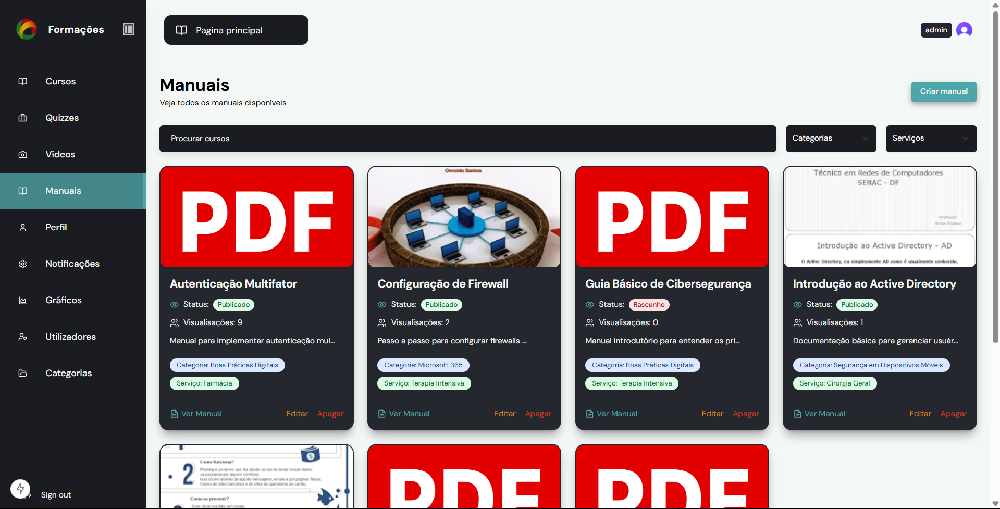 Formações
Pagina principal
admin
Cursos
Quizzes
Videos
Manuais
Perfil
Notificações
Gráficos
Utilizadores
Categorias
Sign out
Manuais
Veja todos os manuais disponíveis
Criar manual
Procurar cursos
Categorias
Serviços
PDF
Autenticação Multifator
Status: Publicado
Visualisações: 9
Manual para implementar autenticação mul...
Categoria: Boas Práticas Digitais
Serviço: Farmácia
Ver Manual Editar Apagar
Osvaldo Santos
Configuração de Firewall
Status: Publicado
Visualisações: 2
Passo a passo para configurar firewalls ...
Categoria: Microsoft 365
Serviço: Terapia Intensiva
Ver Manual Editar Apagar
PDF
Guia Básico de Cibersegurança
Status: Rascunho
Visualisações: 0
Manual introdutório para entender os pri...
Categoria: Boas Práticas Digitais
Serviço: Terapia Intensiva
Ver Manual Editar Apagar
Técnico em Redes de Computadores
SENAC - DF
Professor
Airton Ribeiro
Introdução ao Active Directory - AD
O Active Directory, ou simplesmente AD como é usualmente conhecido,
Introdução ao Active Directory
Status: Publicado
Visualisações: 1
Documentação básica para gerenciar usuár...
Categoria: Segurança em Dispositivos Móveis
Serviço: Cirurgia Geral
Ver Manual Editar Apagar
2
Como funciona?
Phishing é um termo que faz alusão ao ato de tentar roubar dados
se passando por alguém confiável.
Isso ocorre através de app de mensagens, emails e por páginas falsas.
Clones de sites bancários e de sites de operadoras de cartão.
Como se prevenir?
- Evite clicar nos links em emails.
PDF
PDF